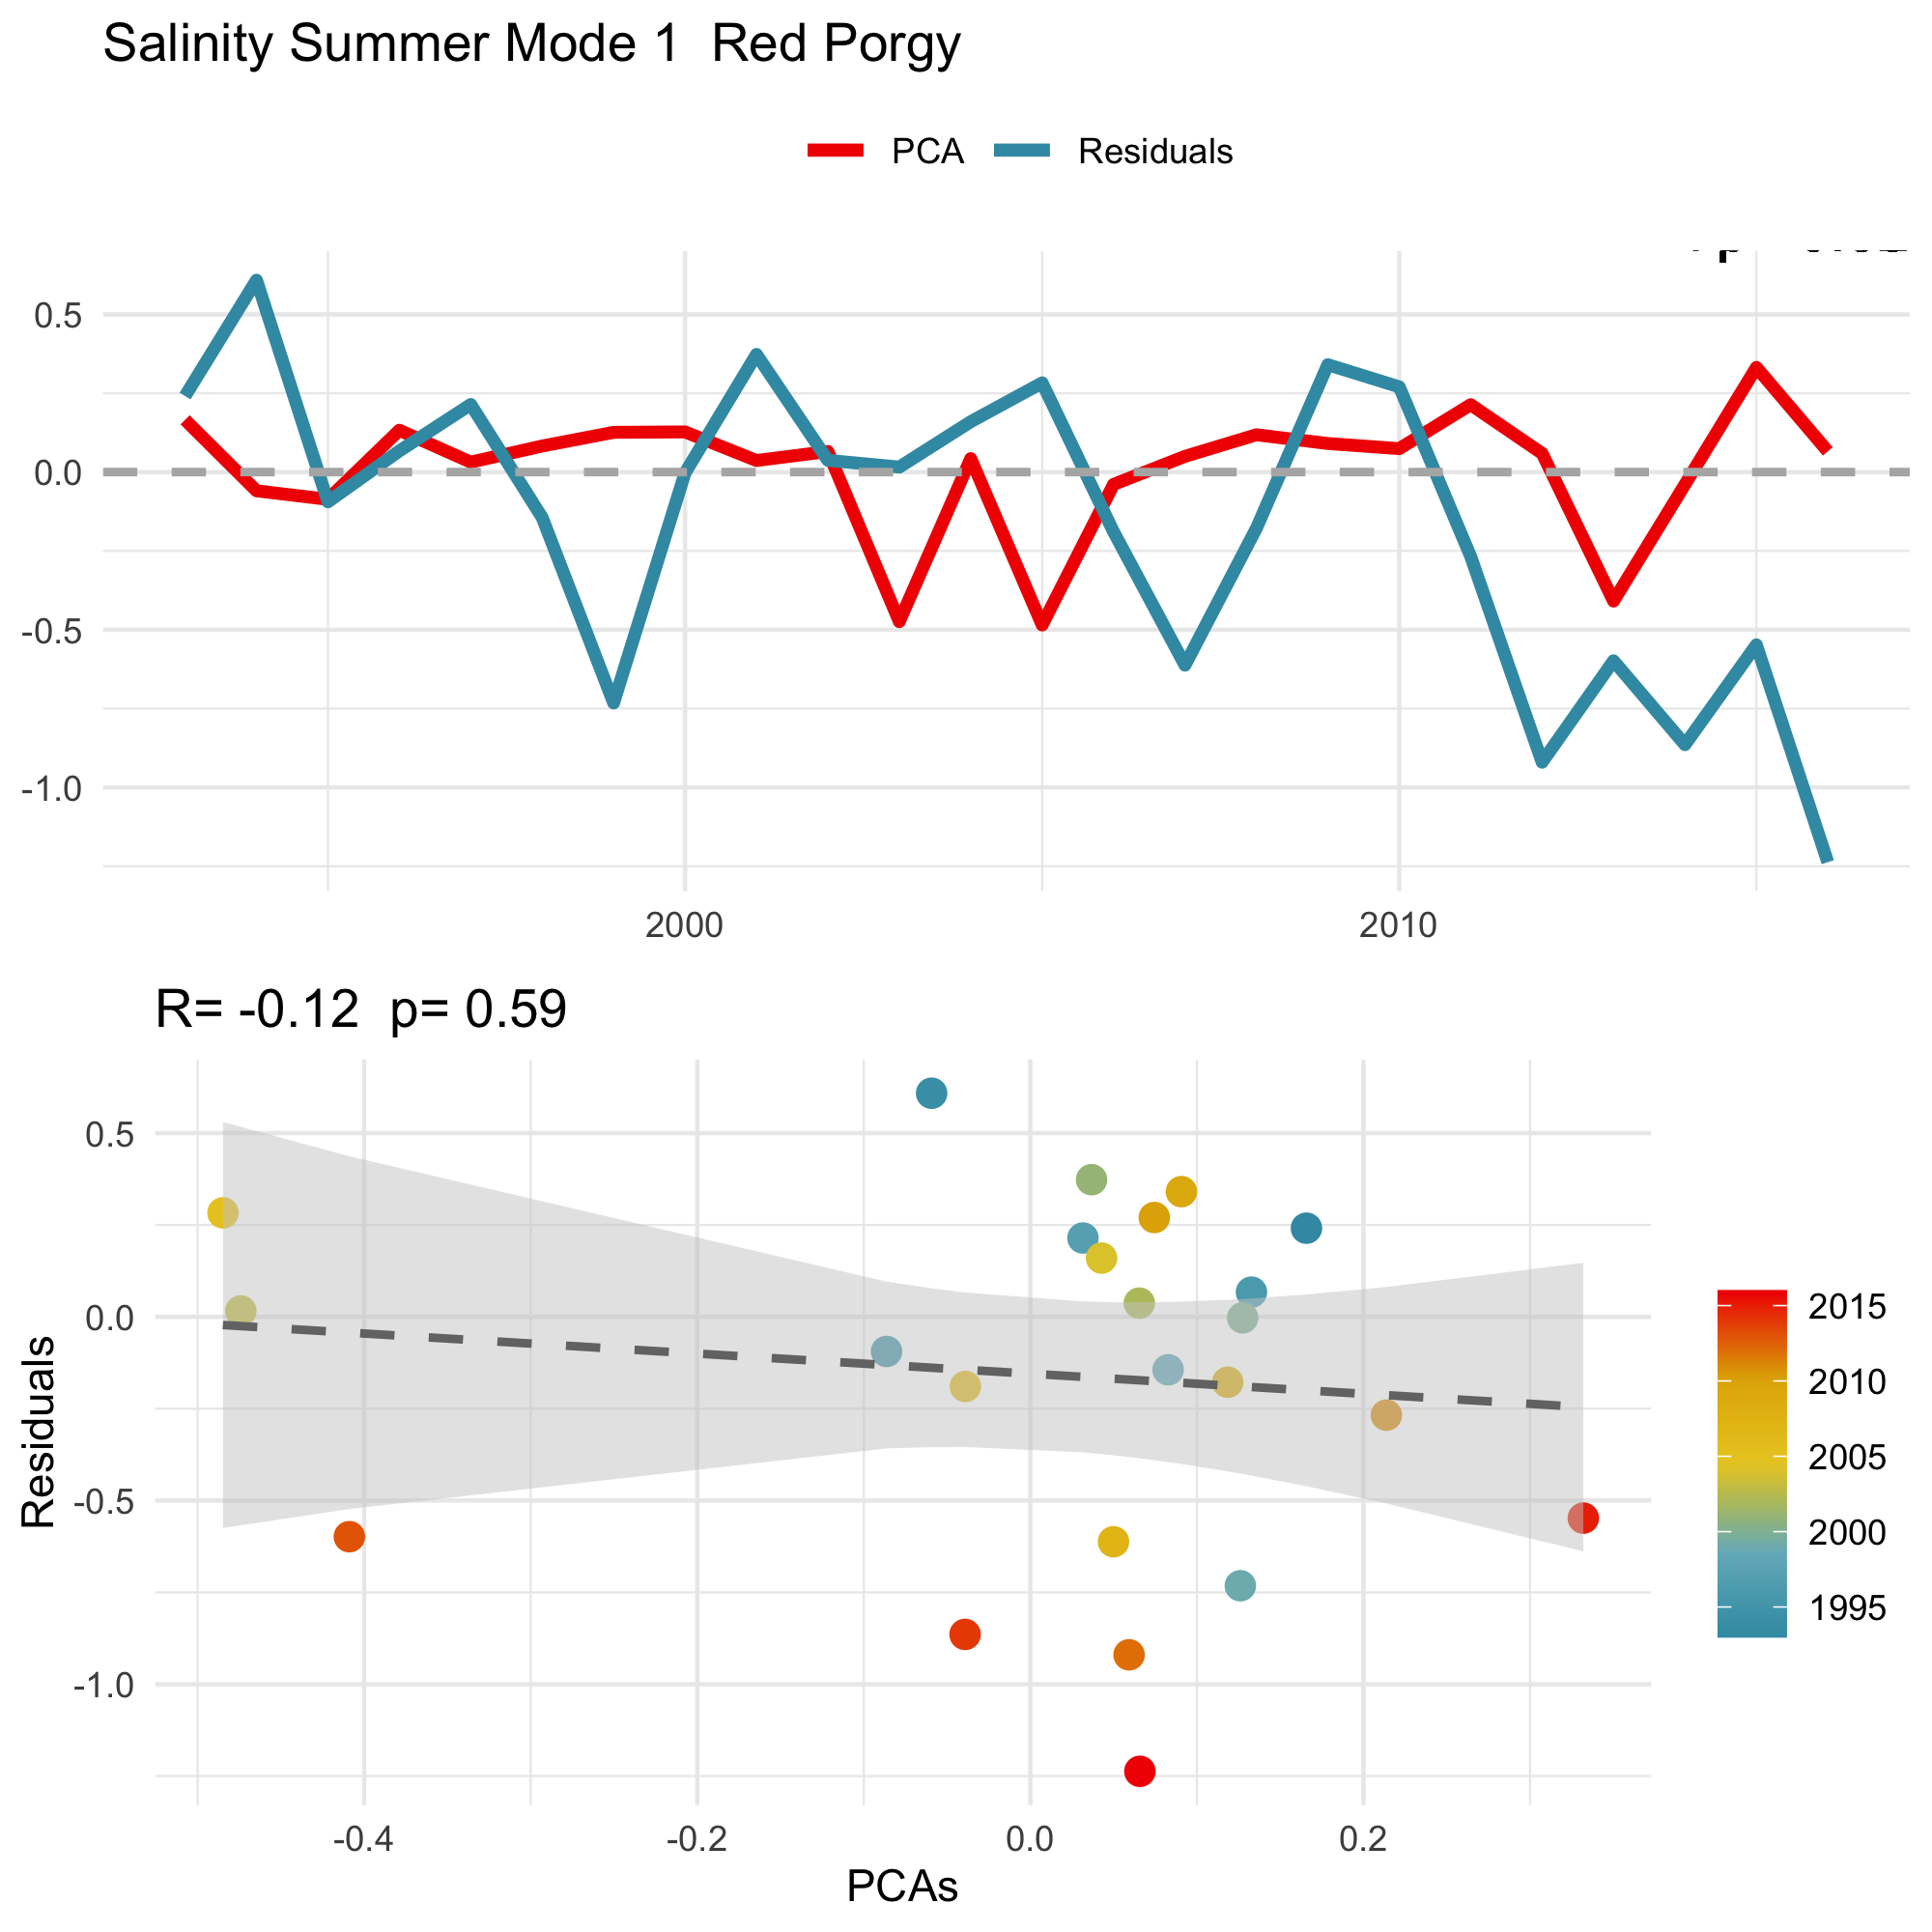 Salinity Summer Mode 1  Red Porgy
PCA Residuals
0.5
0.0
-0.5
-1.0
2000 2010
R= -0.12  p= 0.59
Residuals
0.5
0.0
-0.5
-1.0
-0.4 -0.2 0.0 0.2
PCAs
2015
2010
2005
2000
1995